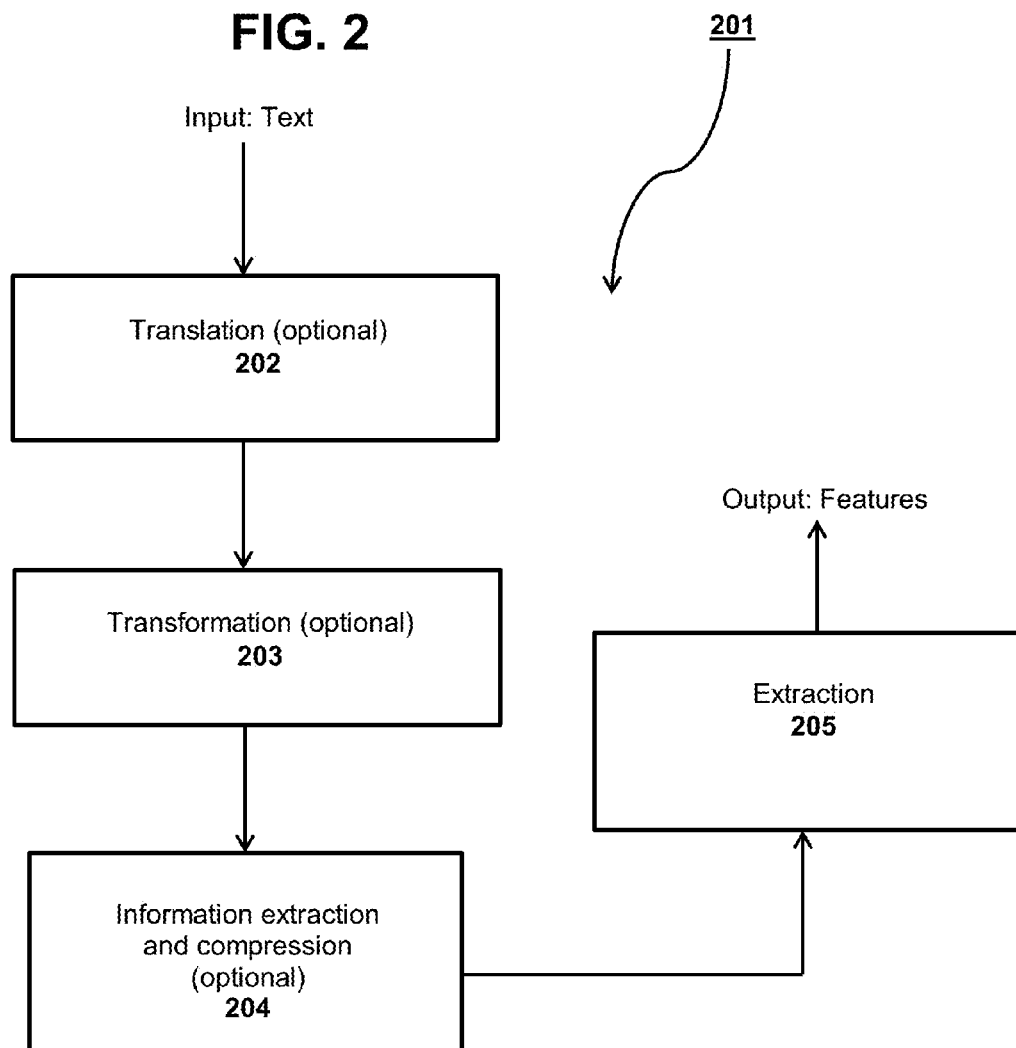 FIG. 2
201
Input: Text
Translation (optional)
202
Transformation (optional)
203
Information extraction
and compression
(optional)
204
Output: Features
Extraction
205